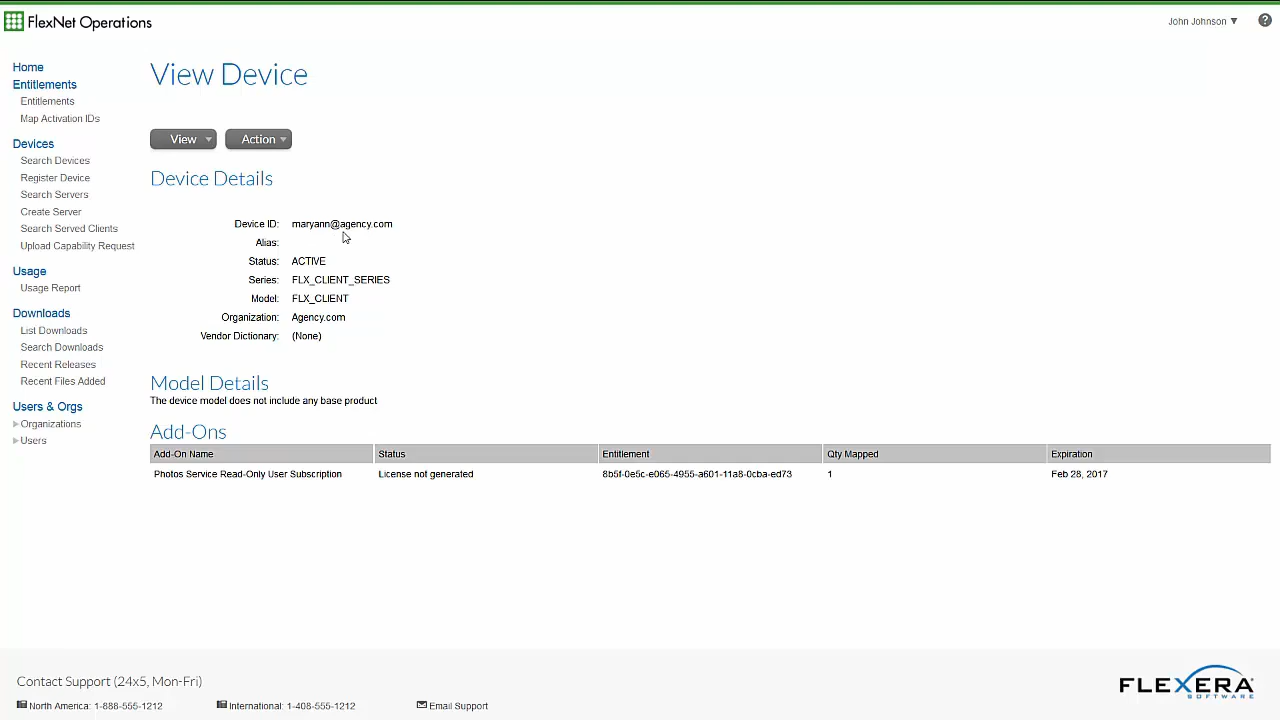 FlexNet Operations
John Johnson ▼
?
Home
Entitlements
Entitlements
Map Activation IDs
Devices
Search Devices
Register Device
Search Servers
Create Server
Search Served Clients
Upload Capability Request
Usage
Usage Report
Downloads
List Downloads
Search Downloads
Recent Releases
Recent Files Added
Users & Orgs
Organizations
Users
View Device
View Action
Device Details
Device ID: maryann@agency.com
Alias:
Status: ACTIVE
Series: FLX_CLIENT_SERIES
Model: FLX_CLIENT
Organization: Agency.com
Vendor Dictionary: (None)
Model Details
The device model does not include any base product
Add-Ons
Add-On Name Status Entitlement Qty Mapped Expiration
Photos Service Read-Only User Subscription License not generated 8b5f-0e5c-e065-4955-a601-11a8-0cba-ed73 1 Feb 28, 2017
Contact Support (24x5, Mon-Fri)
North America: 1-888-555-1212 International: 1-408-555-1212 Email Support
FLEXERA
SOFTWARE